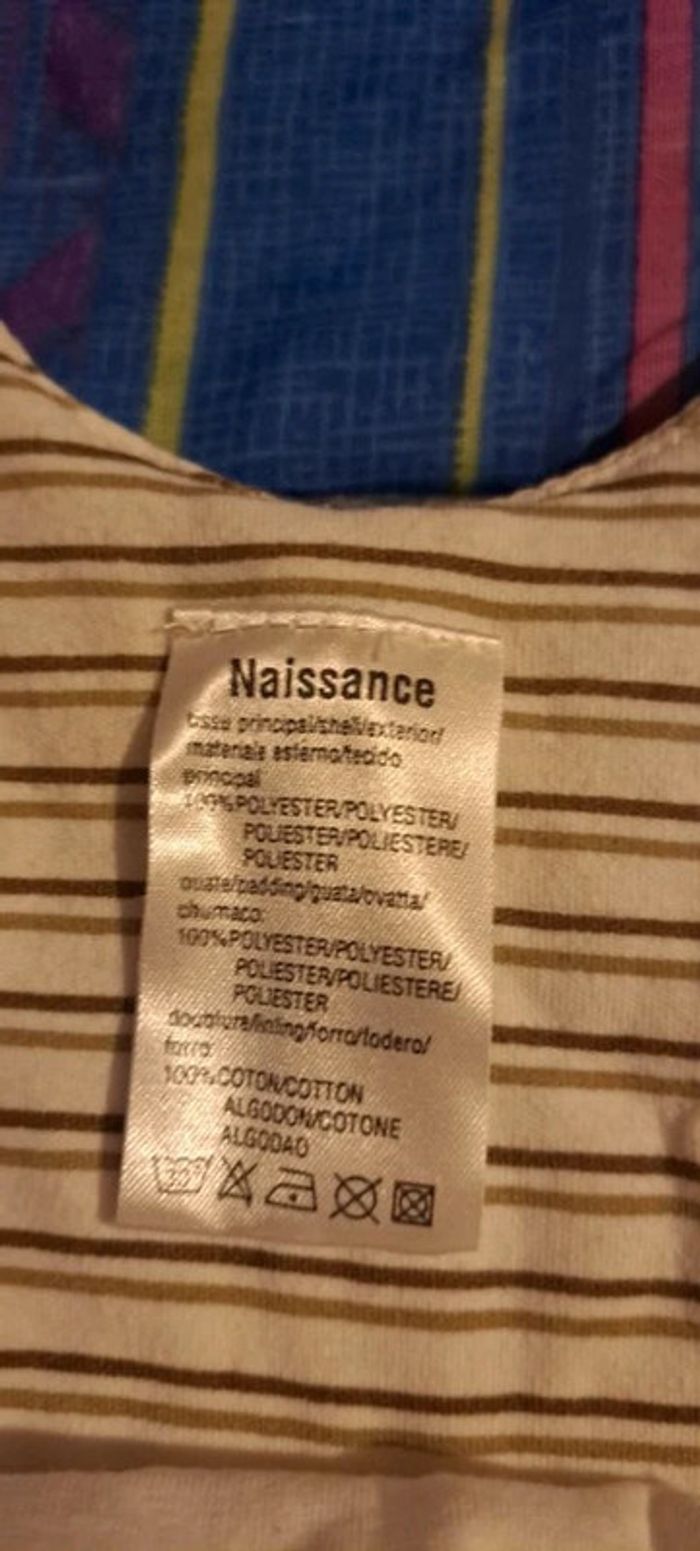 Naissance
tissu principal/shell/exterior/
materiale esterno/tecido
principal
100%POLYESTER/POLYESTER/
POLIESTER/POLIESTERE/
POLIESTER
ouate/padding/guata/ovatta/
chumaco:
100%POLYESTER/POLYESTER/
POLIESTER/POLIESTERE/
POLIESTER
doublure/lining/forro/fodero/
forro:
100%COTON/COTTON
ALGODON/COTONE
ALGODAO
30°